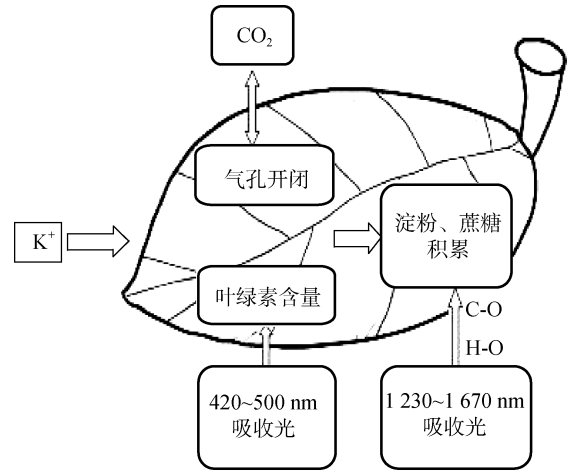 CO₂
气孔开闭
K⁺
淀粉、蔗糖
积累
叶绿素含量
C-O
H-O
420~500 nm
吸收光
1 230~1 670 nm
吸收光